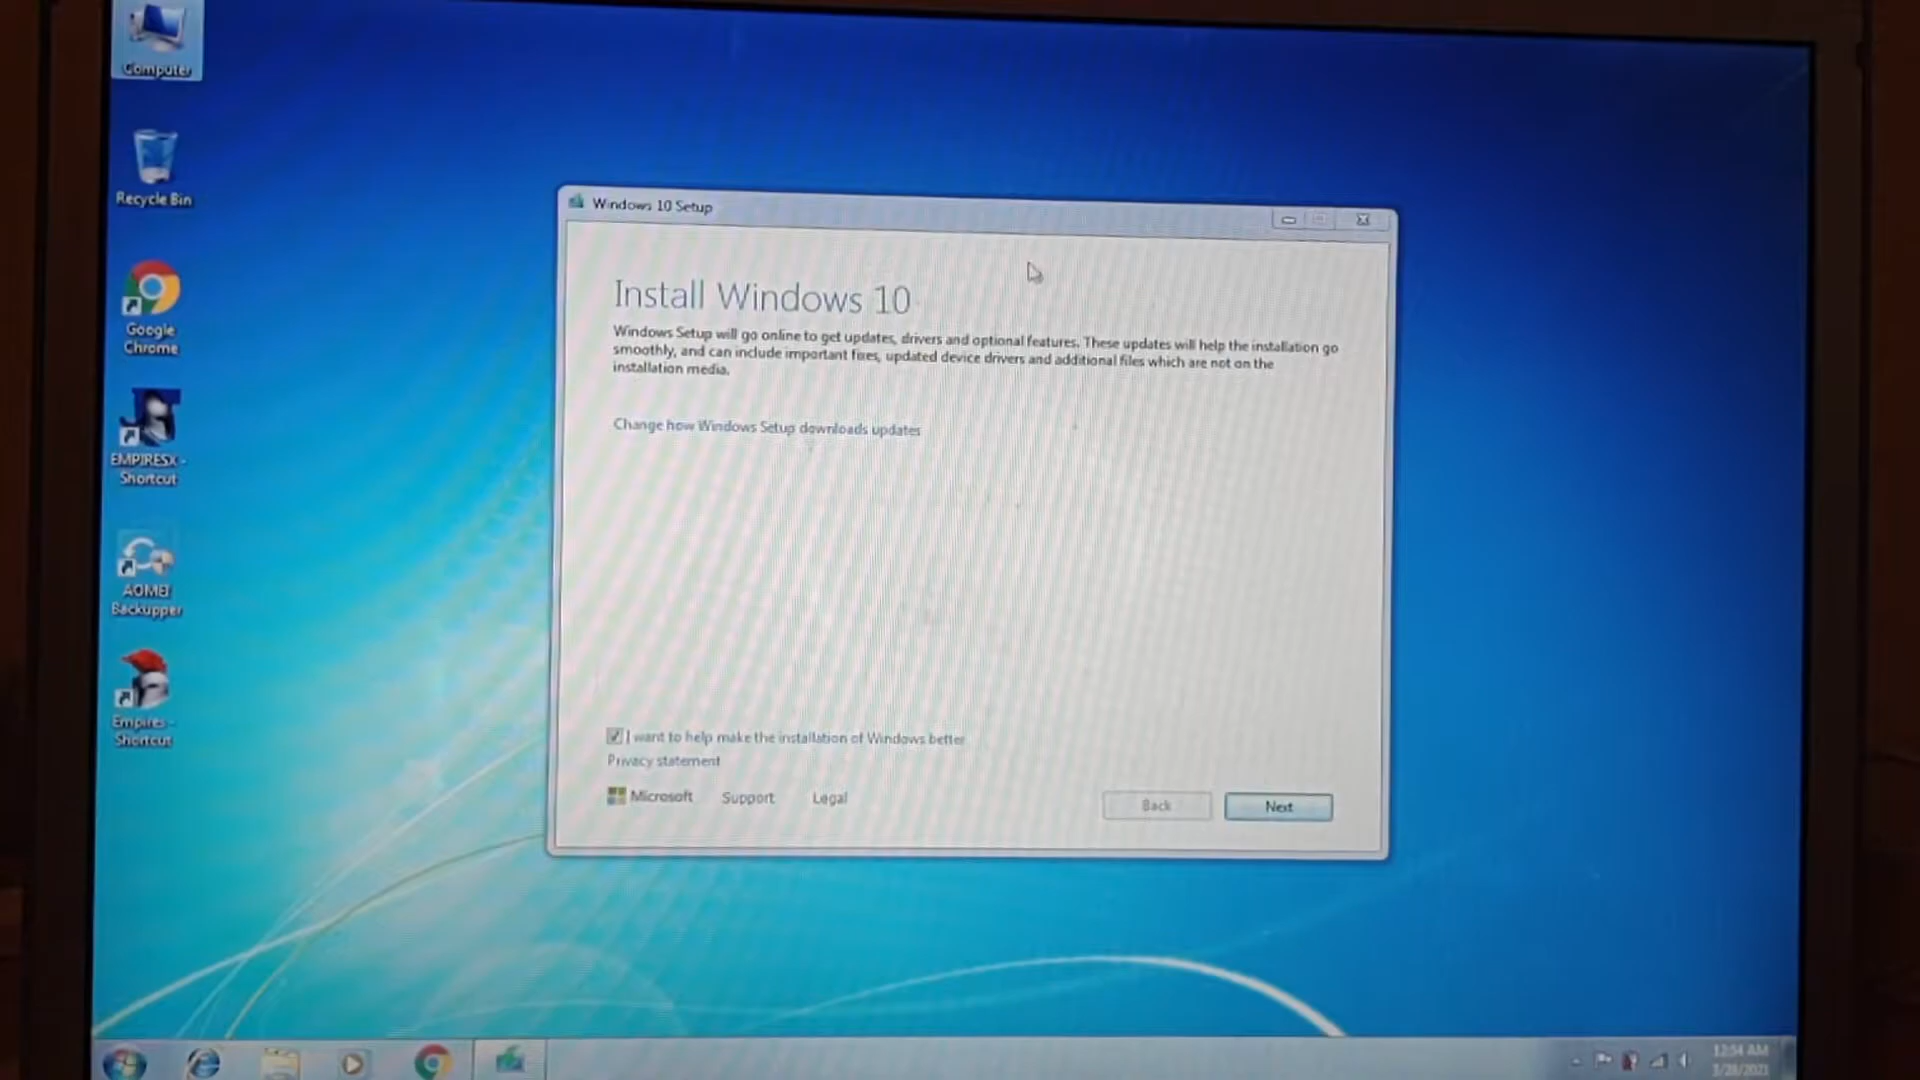 Computer
Recycle Bin
Google
Chrome
EMPIRESX -
Shortcut
AOMEI
Backupper
Empires -
Shortcut
Windows 10 Setup
Install Windows 10
Windows Setup will go online to get updates, drivers and optional features. These updates will help the installation go
smoothly, and can include important fixes, updated device drivers and additional files which are not on the
installation media.
Change how Windows Setup downloads updates
I want to help make the installation of Windows better
Privacy statement
Microsoft Support Legal
Back Next
12:54 AM